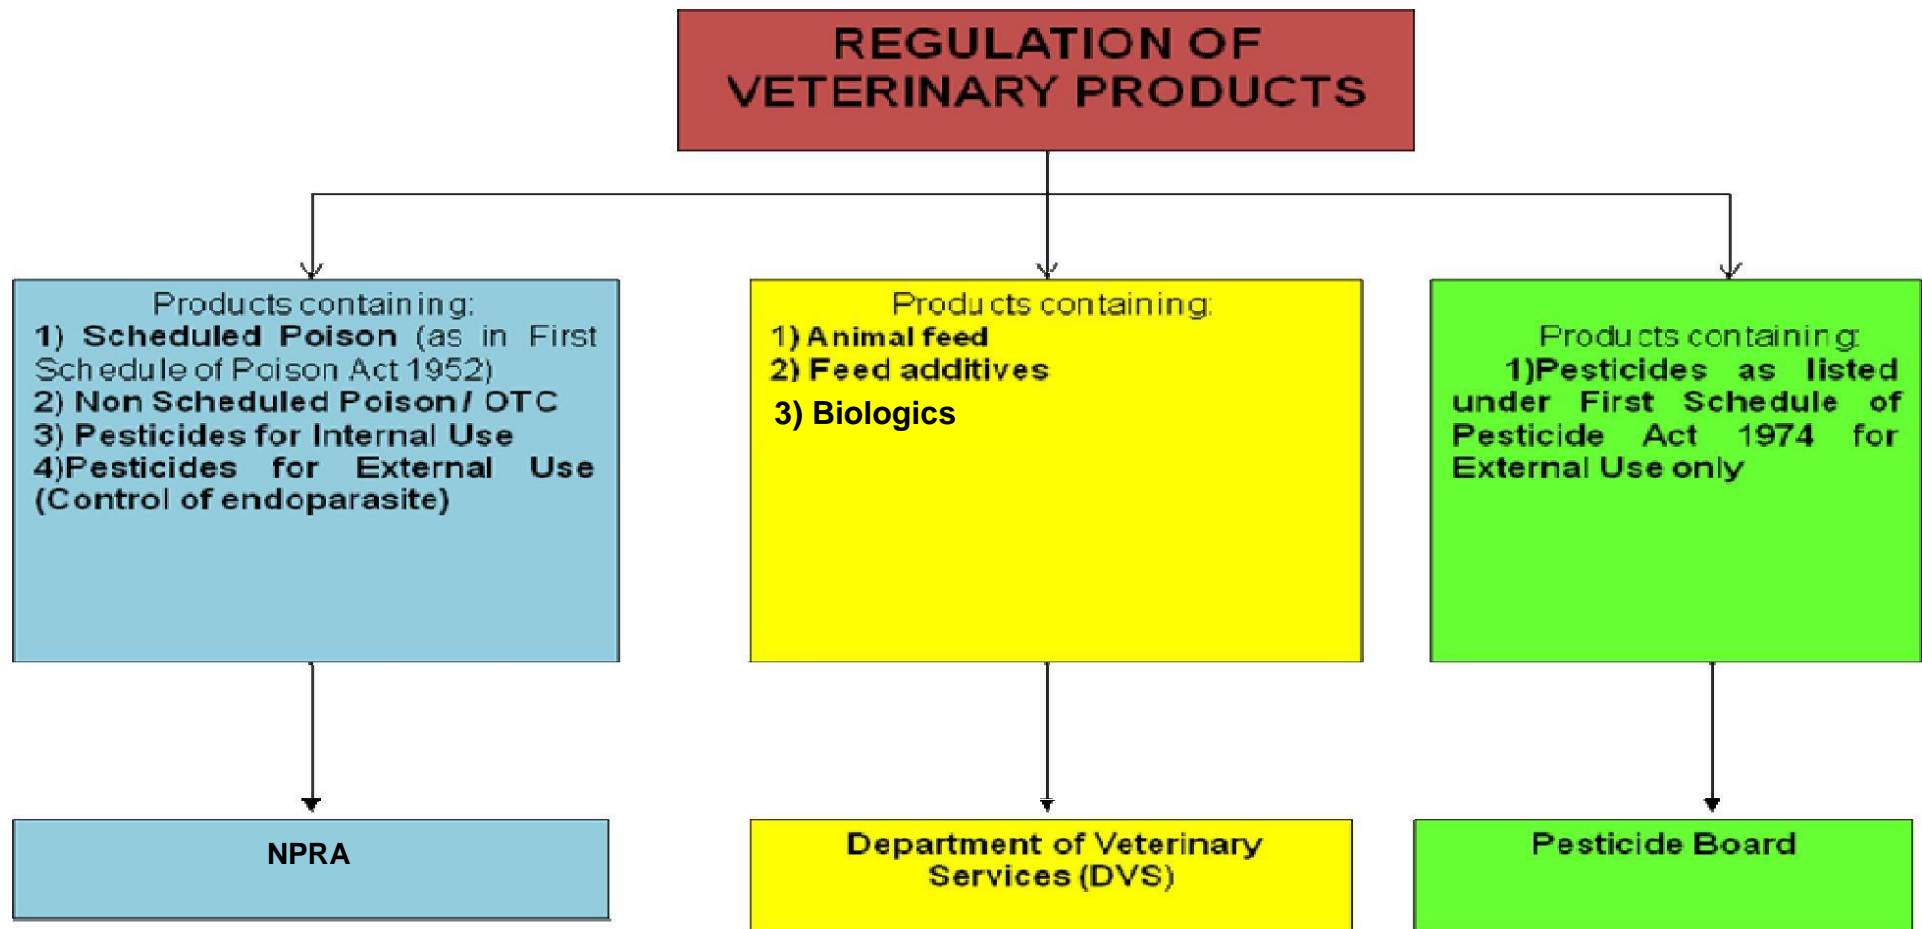 REGULATION OF
VETERINARY PRODUCTS
Products containing:
1) Scheduled Poison (as in First
Schedule of Poison Act 1952)
2) Non Scheduled Poison/ OTC
3) Pesticides for Internal Use
4)Pesticides for External Use
(Control of endoparasite)
Products containing:
1) Animal feed
2) Feed additives
3) Biologics
Products containing:
1)Pesticides as listed
under First Schedule of
Pesticide Act 1974 for
External Use only
NPRA
Department of Veterinary
Services (DVS)
Pesticide Board